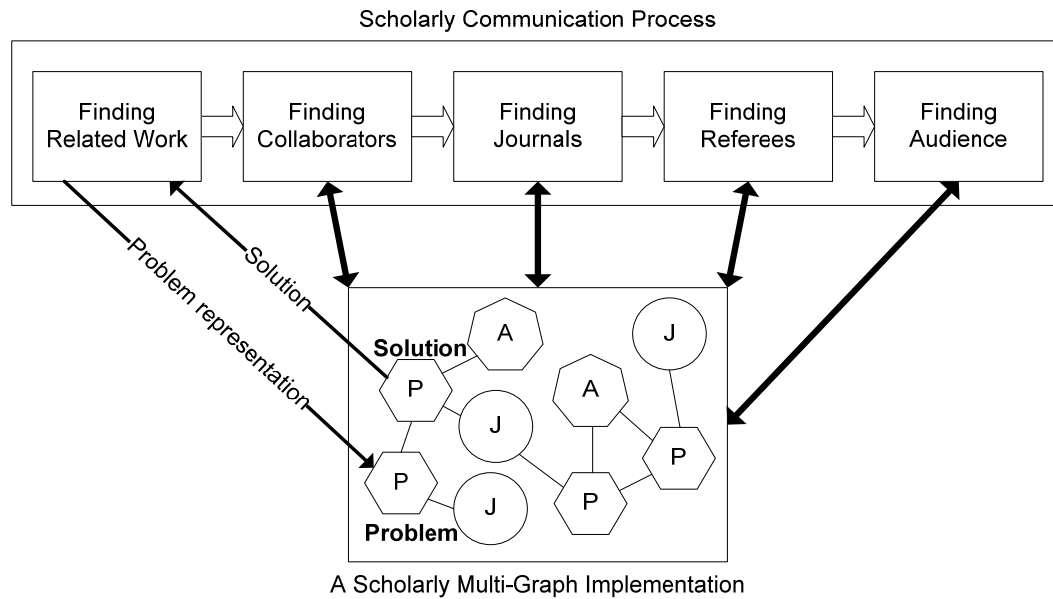 Scholarly Communication Process
Finding
Related Work
Finding
Collaborators
Finding
Journals
Finding
Referees
Finding
Audience
Problem representation
Solution
A
J
Solution
P
A
J
P
P
J
P
Problem
A Scholarly Multi-Graph Implementation